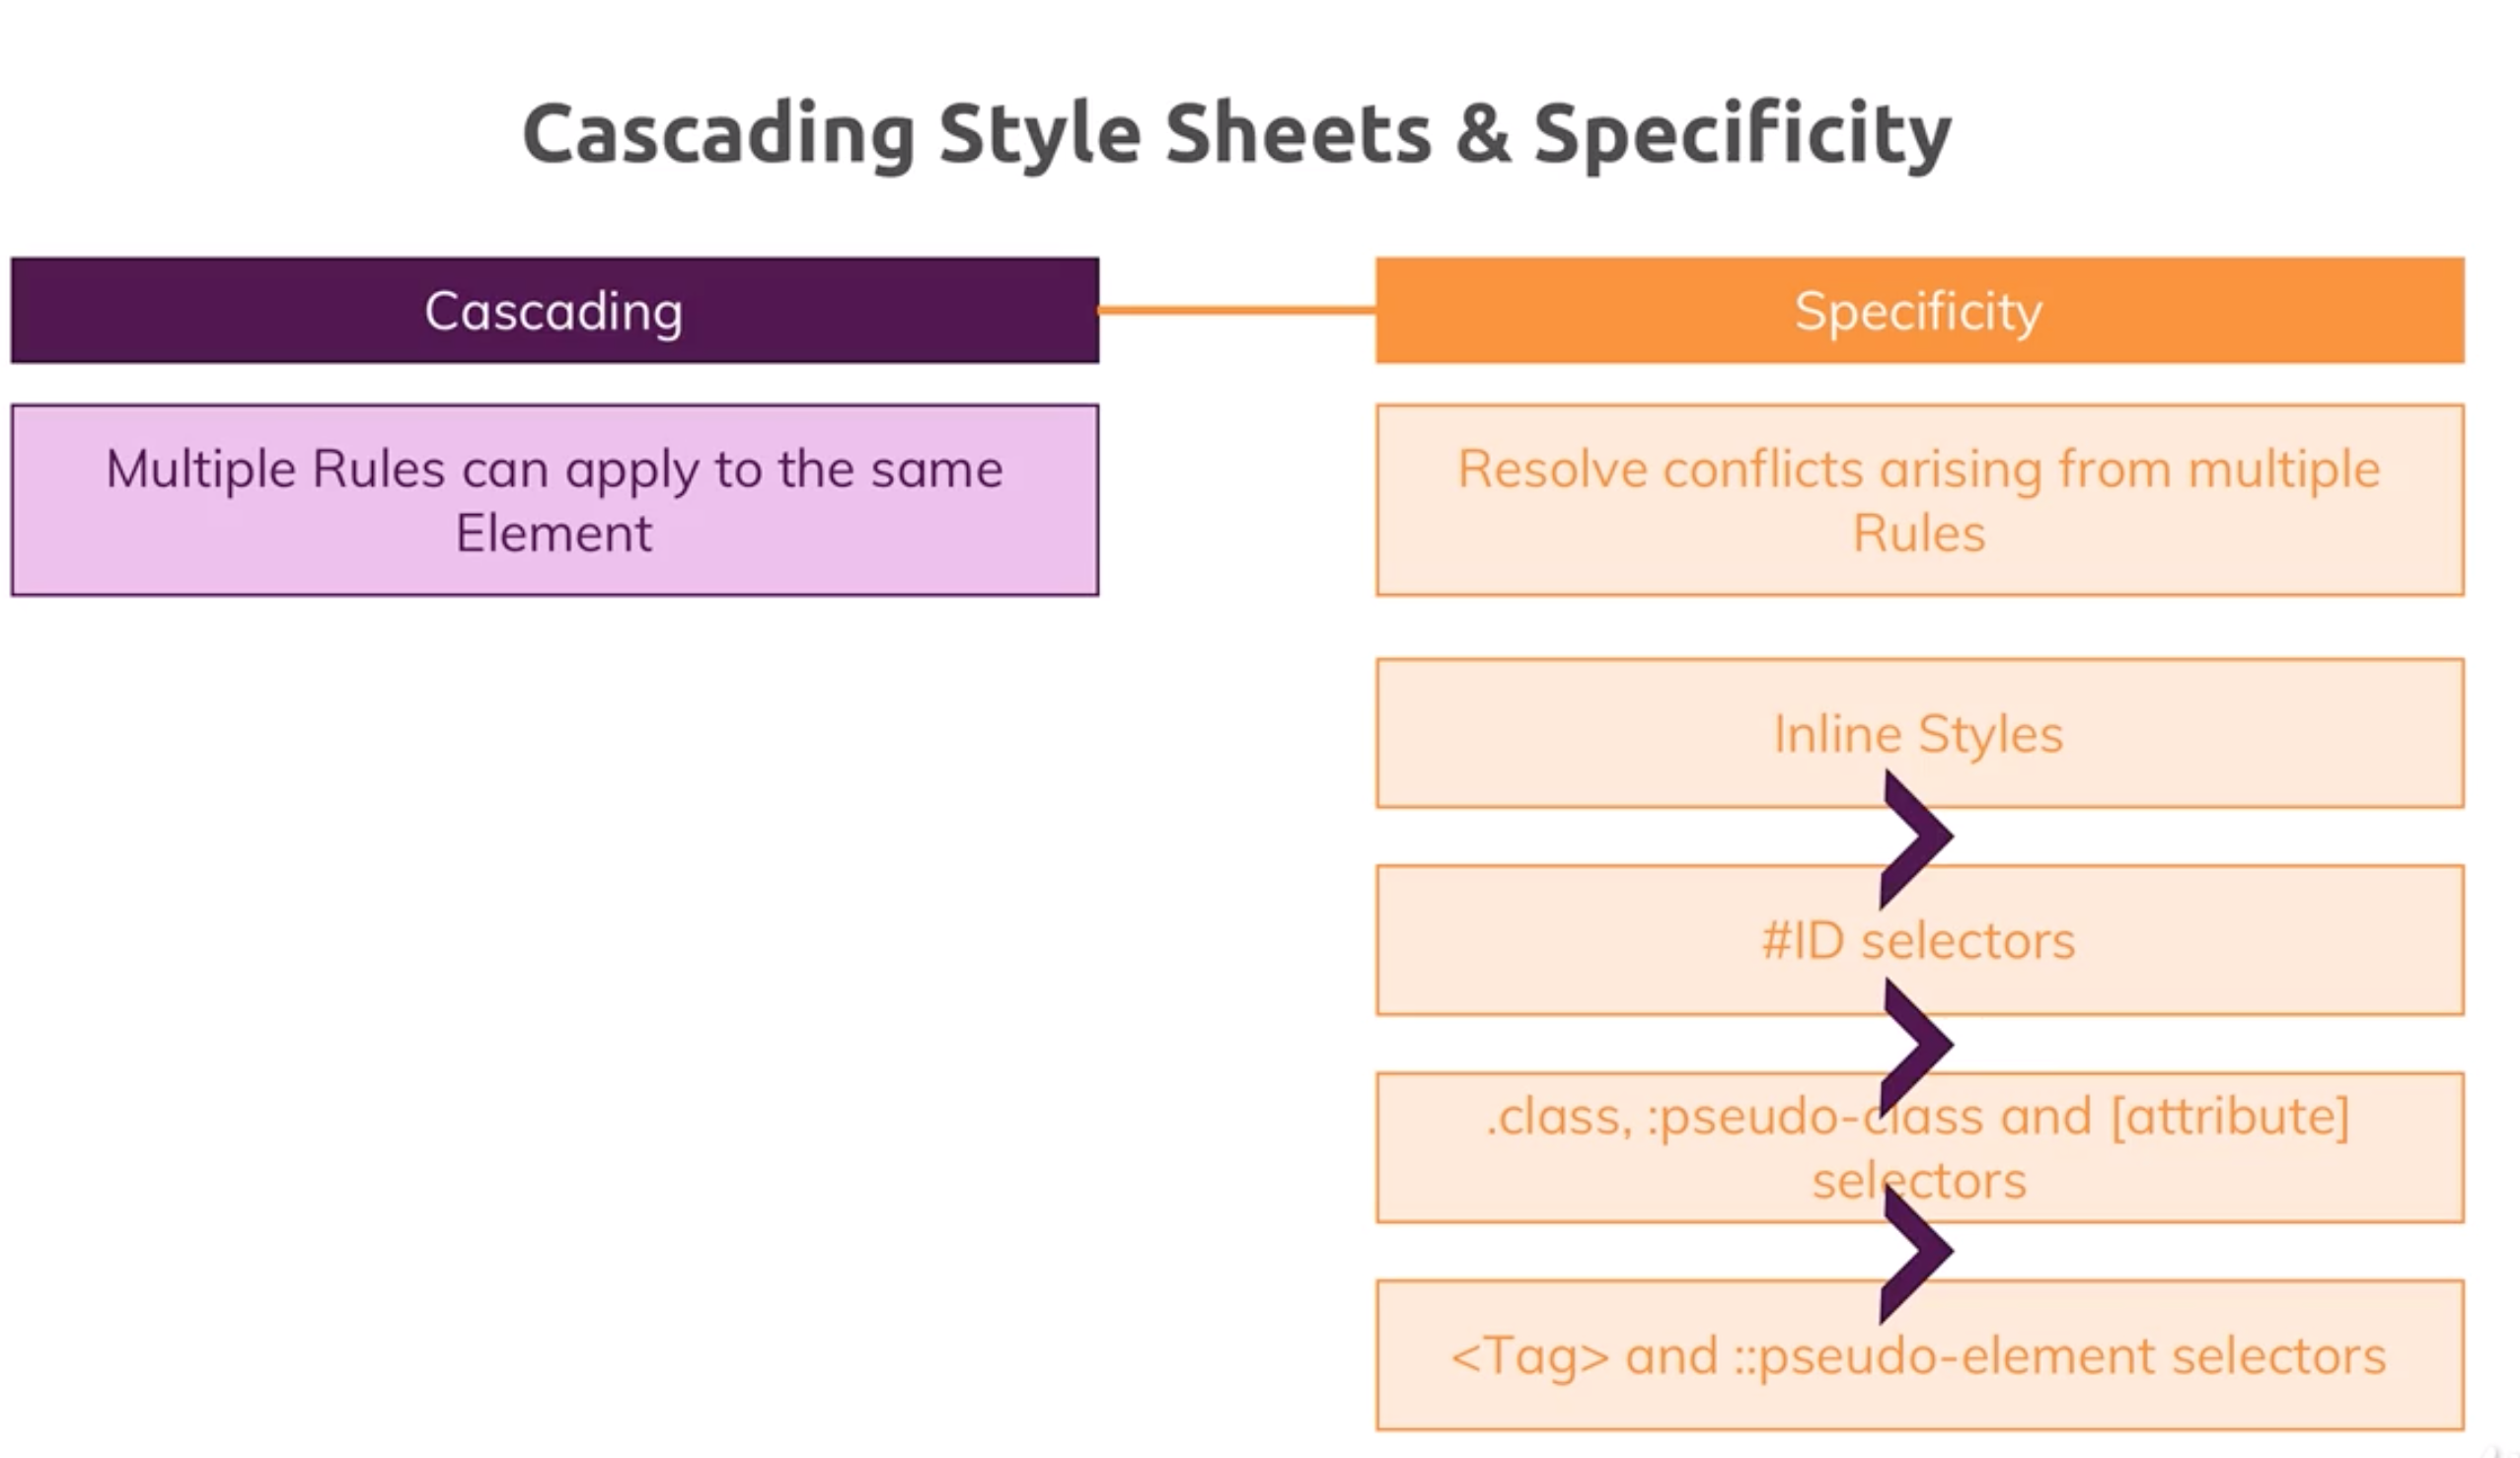 Cascading Style Sheets & Specificity
Cascading
Specificity
Multiple Rules can apply to the same
Element
Resolve conflicts arising from multiple
Rules
Inline Styles
#ID selectors
.class, :pseudo-class and [attribute]
selectors
<Tag> and ::pseudo-element selectors